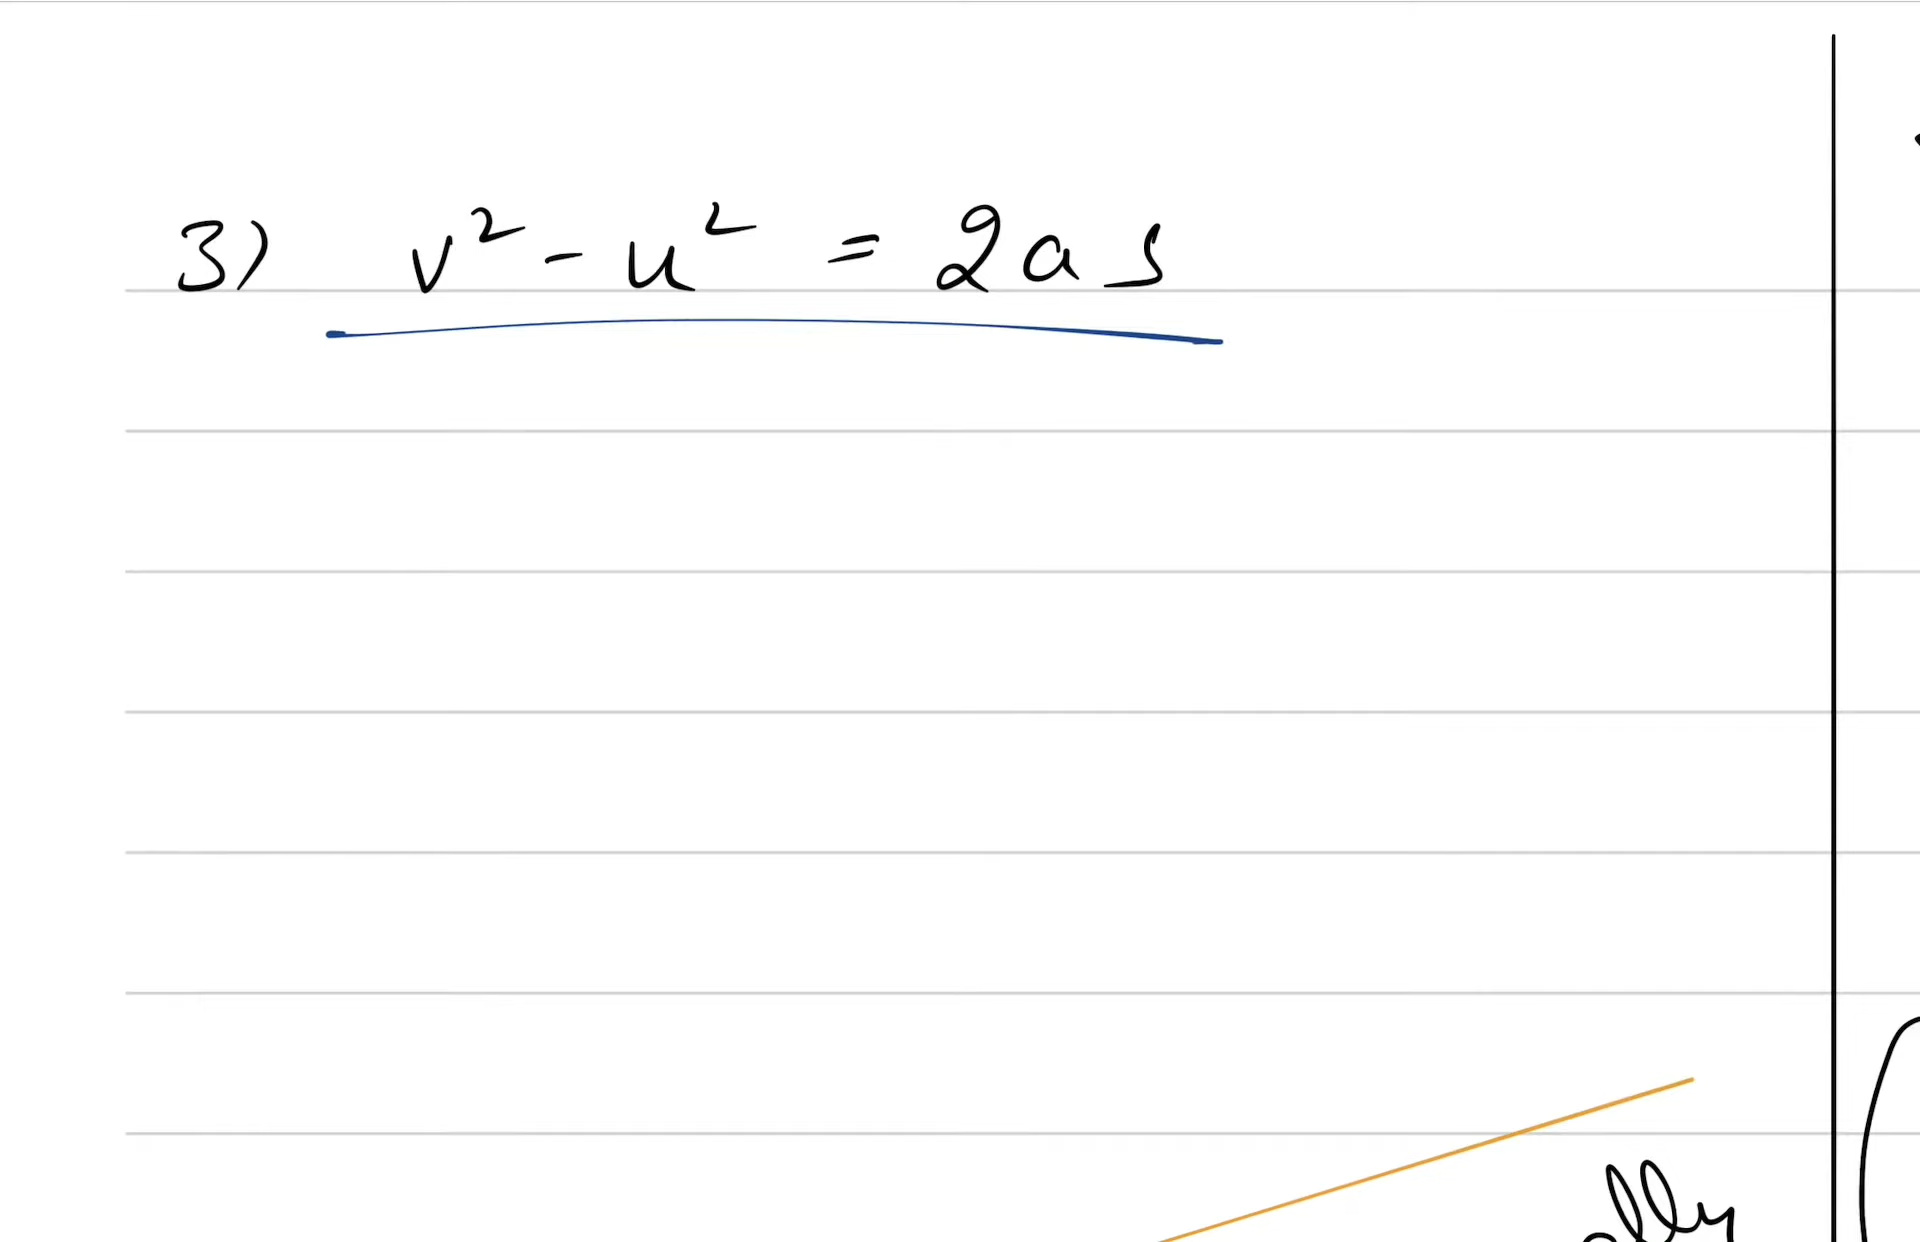 3) v² - u² = 2as